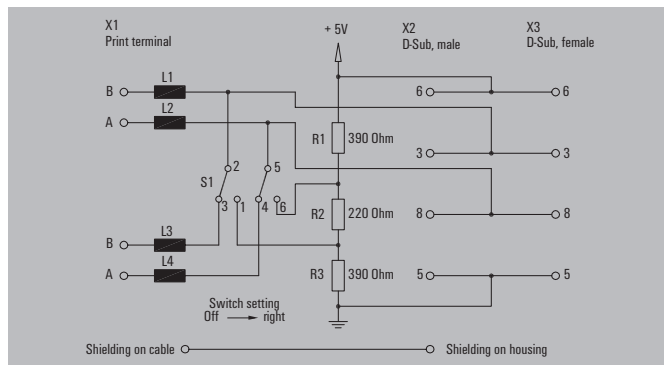 X1
Print terminal
+ 5V
X2
D-Sub, male
X3
D-Sub, female
B
L1
6
6
A
L2
R1
390 Ohm
3
3
2
5
S1
3
1
4
6
R2
220 Ohm
8
8
B
L3
A
L4
R3
390 Ohm
5
5
Switch setting
Off
right
Shielding on cable
Shielding on housing